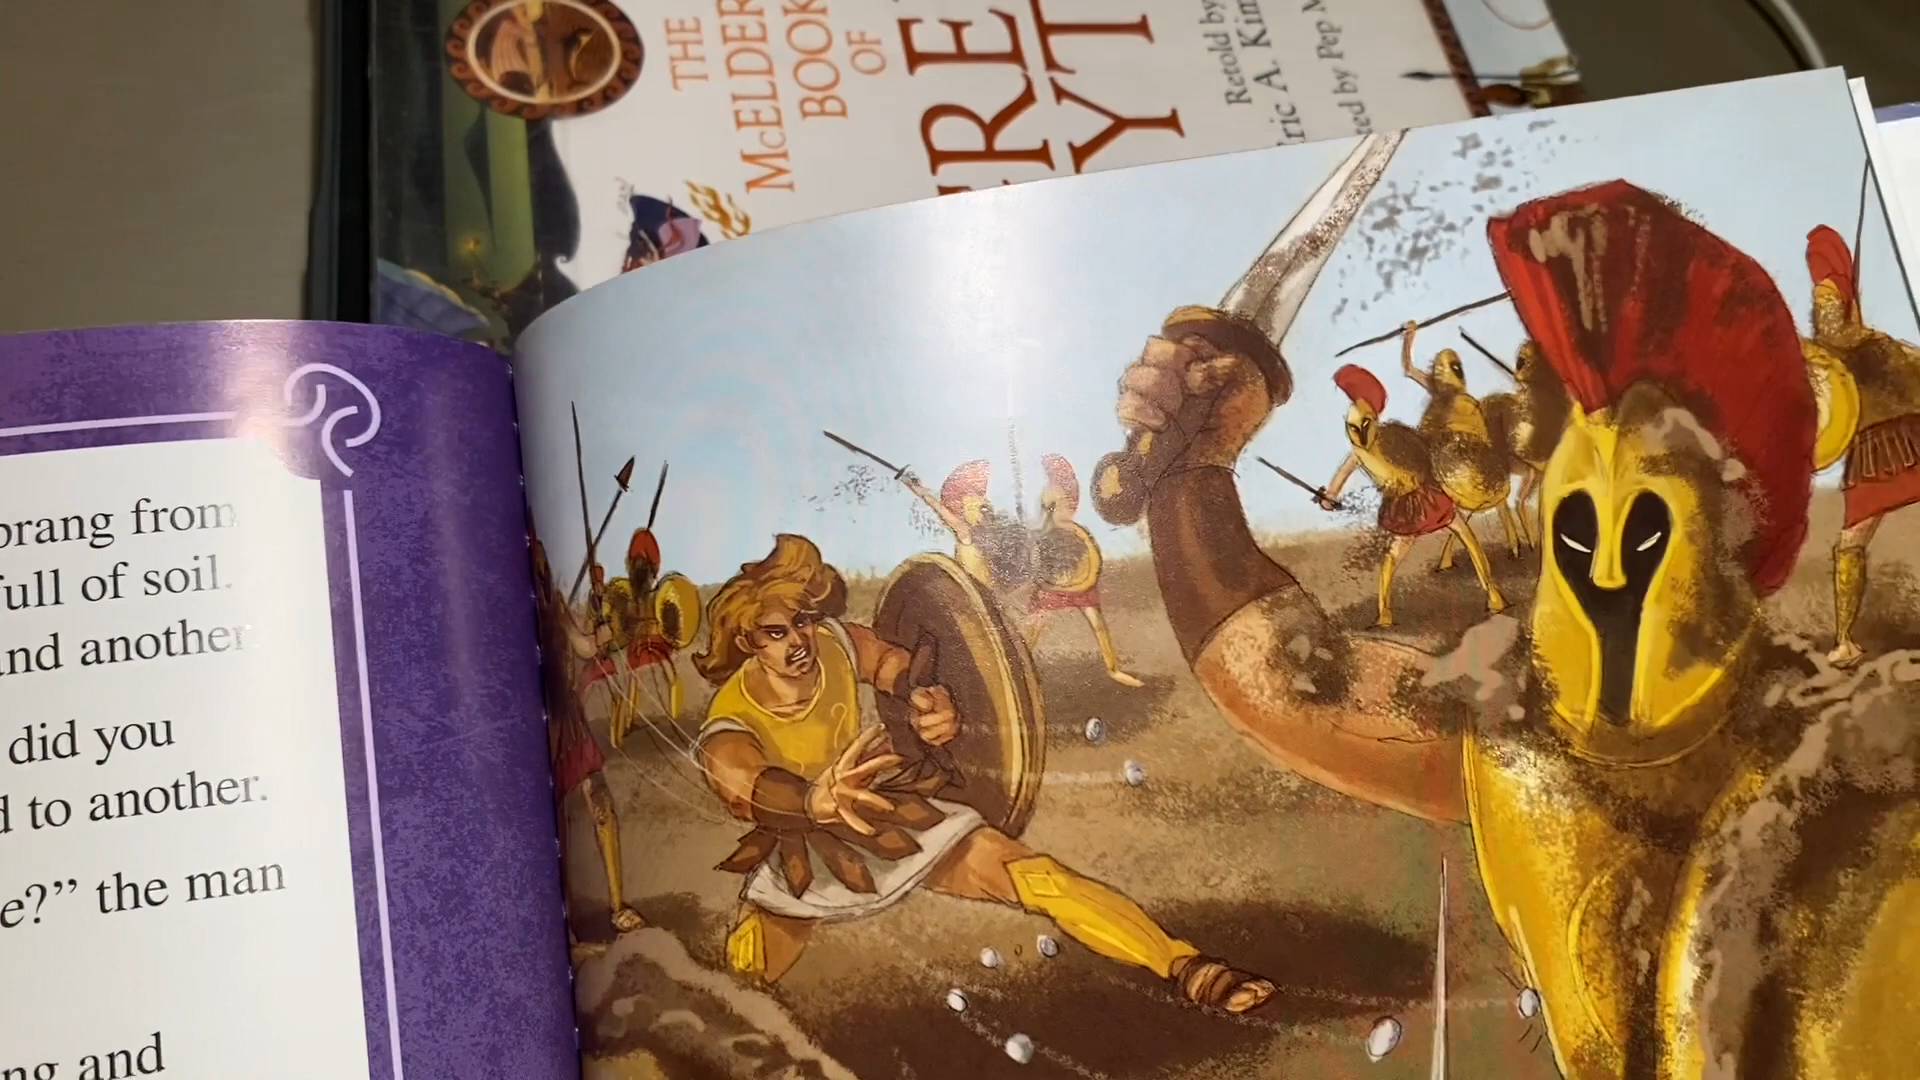 THE
McELDER
BOOK
OF
RE
YT
Retold by
ric A. Kim
ted by Pep M
prang from
full of soil.
and another
did you
d to another.
e?” the man
ng and